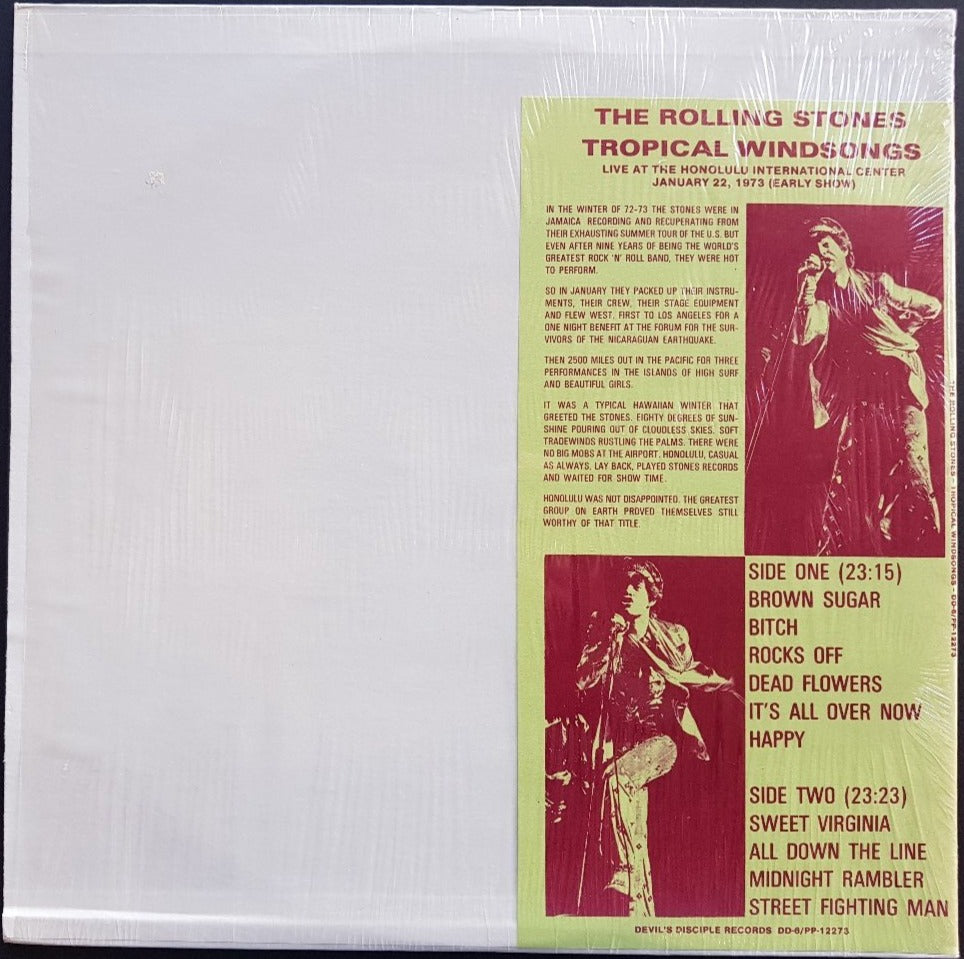 THE ROLLING STONES
TROPICAL WINDSONGS
LIVE AT THE HONOLULU INTERNATIONAL CENTER
JANUARY 22, 1973 (EARLY SHOW)
IN THE WINTER OF 72-73 THE STONES WERE IN
JAMAICA RECORDING AND RECUPERATING FROM
THEIR EXHAUSTING SUMMER TOUR OF THE U.S. BUT
EVEN AFTER NINE YEARS OF BEING THE WORLD'S
GREATEST ROCK 'N' ROLL BAND, THEY WERE HOT
TO PERFORM.
SO IN JANUARY THEY PACKED UP THEIR INSTRU-
MENTS, THEIR CREW, THEIR STAGE EQUIPMENT
AND FLEW WEST. FIRST TO LOS ANGELES FOR A
ONE NIGHT BENEFIT AT THE FORUM FOR THE SUR-
VIVORS OF THE NICARAGUAN EARTHQUAKE.
THEN 2500 MILES OUT IN THE PACIFIC FOR THREE
PERFORMANCES IN THE ISLANDS OF HIGH SURF
AND BEAUTIFUL GIRLS.
IT WAS A TYPICAL HAWAIIAN WINTER THAT
GREETED THE STONES. EIGHTY DEGREES OF SUN-
SHINE POURING OUT OF CLOUDLESS SKIES. SOFT
TRADEWINDS RUSTLING THE PALMS. THERE WERE
NO BIG MOBS AT THE AIRPORT. HONOLULU, CASUAL
AS ALWAYS, LAY BACK, PLAYED STONES RECORDS
AND WAITED FOR SHOW TIME.
HONOLULU WAS NOT DISAPPOINTED. THE GREATEST
GROUP ON EARTH PROVED THEMSELVES STILL
WORTHY OF THAT TITLE.
SIDE ONE (23:15)
BROWN SUGAR
BITCH
ROCKS OFF
DEAD FLOWERS
IT'S ALL OVER NOW
HAPPY
SIDE TWO (23:23)
SWEET VIRGINIA
ALL DOWN THE LINE
MIDNIGHT RAMBLER
STREET FIGHTING MAN
DEVIL'S DISCIPLE RECORDS DD-6/PP-12273
THE ROLLING STONES - TROPICAL WINDSONGS - DD-6/PP-12273